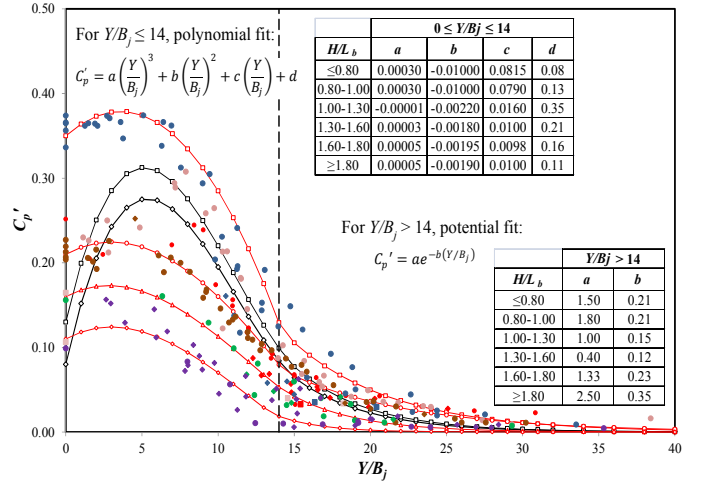 For Y/Bj ≤ 14, polynomial fit:
Cp′ = a(Y/Bj)³ + b(Y/Bj)² + c(Y/Bj) + d
0 ≤ Y/Bj ≤ 14
H/L b a b c d
≤0.80 0.00030 -0.01000 0.0815 0.08
0.80-1.00 0.00030 -0.01000 0.0790 0.13
1.00-1.30 -0.00001 -0.00220 0.0160 0.35
1.30-1.60 0.00003 -0.00180 0.0100 0.21
1.60-1.80 0.00005 -0.00195 0.0098 0.16
≥1.80 0.00005 -0.00190 0.0100 0.11
For Y/Bj > 14, potential fit:
Cp′ = ae^−b(Y/Bj)
Y/Bj > 14
H/L b a b
≤0.80 1.50 0.21
0.80-1.00 1.80 0.21
1.00-1.30 1.00 0.15
1.30-1.60 0.40 0.12
1.60-1.80 1.33 0.23
≥1.80 2.50 0.35
Cp′
0.50
0.40
0.30
0.20
0.10
0.00
0 5 10 15 20 25 30 35 40
Y/Bj